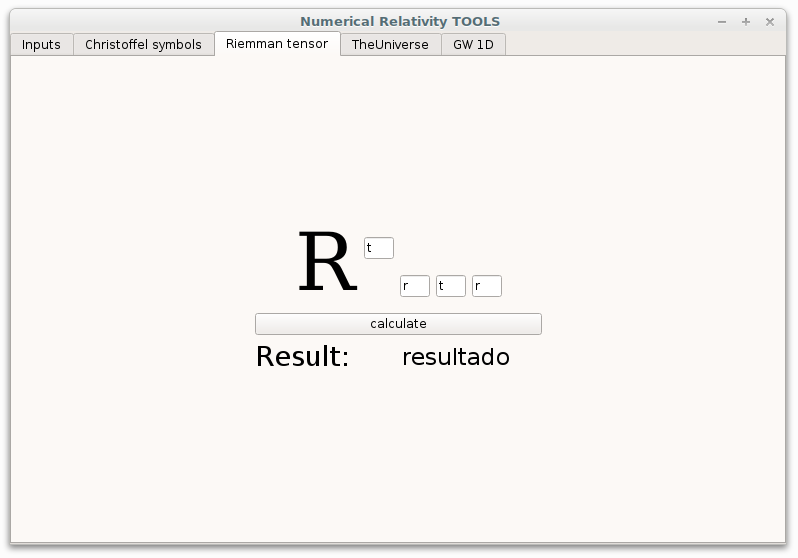 Numerical Relativity TOOLS
Inputs Christoffel symbols Riemman tensor TheUniverse GW 1D
R t
r t r
calculate
Result: resultado